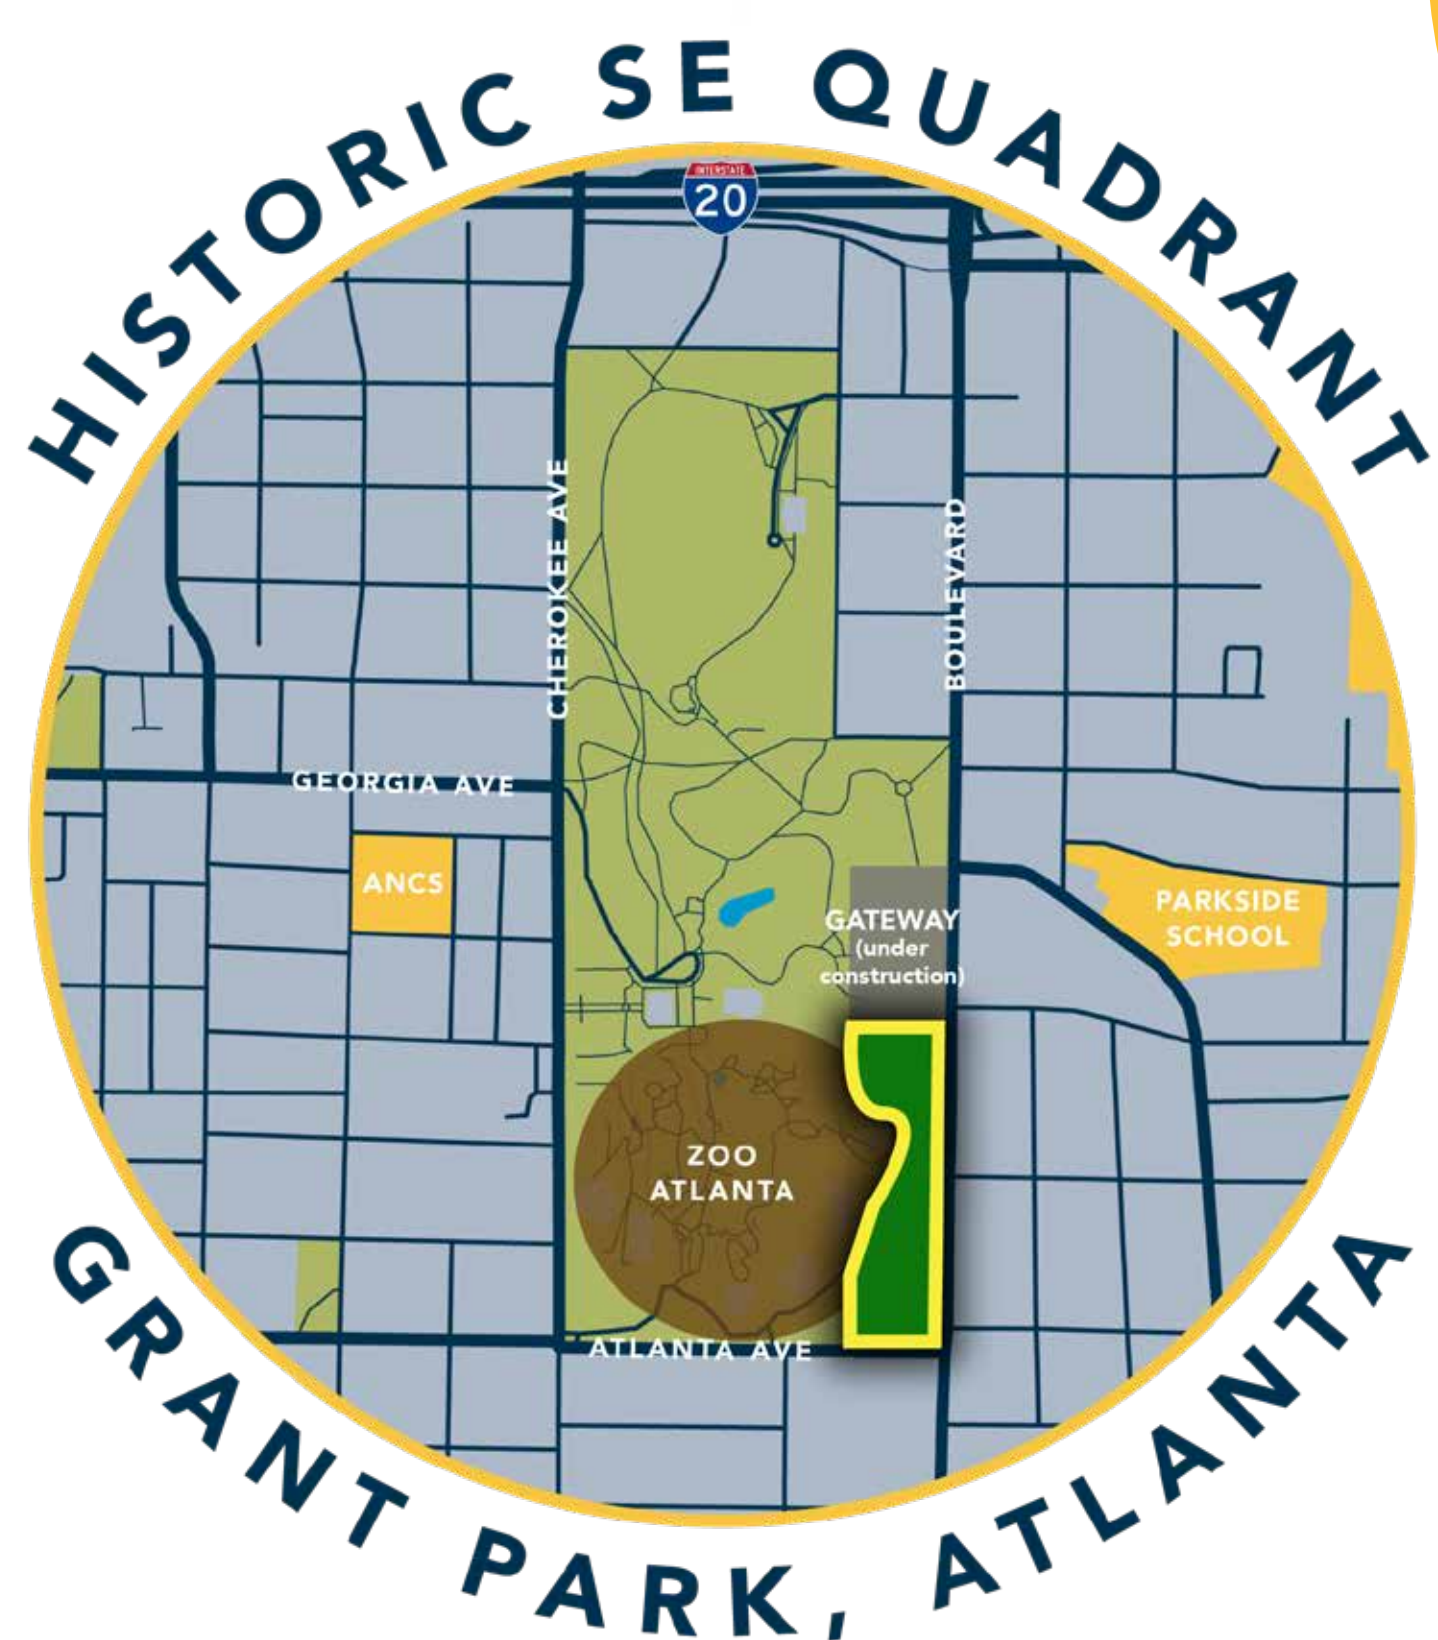 HISTORIC SE QUADRANT
INTERSTATE
20
CHEROKEE AVE
BOULEVARD
GEORGIA AVE
ANCS
PARKSIDE
SCHOOL
GATEWAY
(under
construction)
ZOO
ATLANTA
ATLANTA AVE
GRANT PARK, ATLANTA